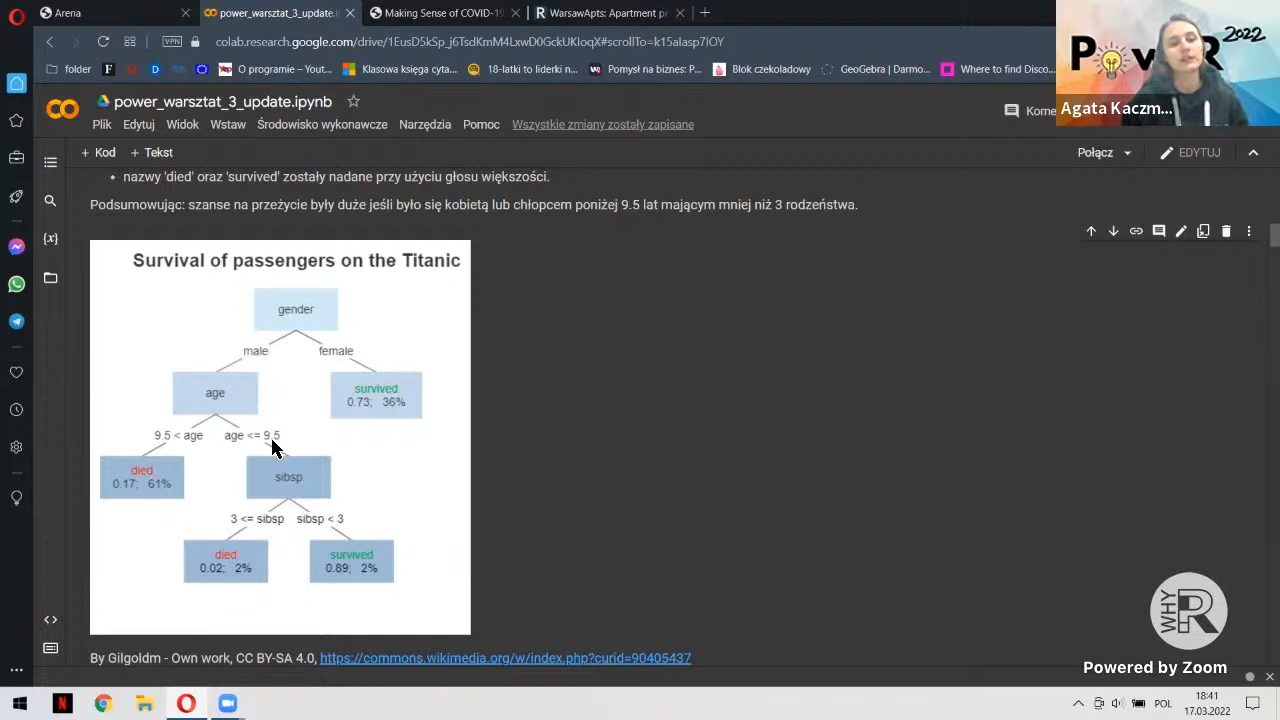 Arena
power_warsztat_3_update.i
Making Sense of COVID-19
WarsawApts: Apartment pr
colab.research.google.com/drive/1EusD5kSp_j6TsdKmM4LxwD0GckUKIoqX#scrollTo=k15aIasp7IOY
VPN
folder
O programie – Yout...
Klasowa księga cyta...
18-latki to liderki n...
Pomysł na biznes: P...
Blok czekoladowy -...
GeoGebra | Darmo...
Where to find Disco...
power_warsztat_3_update.ipynb
Plik Edytuj Widok Wstaw Środowisko wykonawcze Narzędzia Pomoc Wszystkie zmiany zostały zapisane
Kome
2022
Agata Kaczm...
+ Kod + Tekst
Połącz
EDYTUJ
• nazwy 'died' oraz 'survived' zostały nadane przy użyciu głosu większości.
Podsumowując: szanse na przeżycie były duże jeśli było się kobietą lub chłopcem poniżej 9.5 lat mającym mniej niż 3 rodzeństwa.
{x}
Survival of passengers on the Titanic
gender
male female
age
survived
0.73; 36%
9.5 < age age <= 9.5
died
0.17; 61%
sibsp
3 <= sibsp sibsp < 3
died
0.02; 2%
survived
0.89; 2%
By Gilgoldm - Own work, CC BY-SA 4.0, https://commons.wikimedia.org/w/index.php?curid=90405437
WHY R
Powered by Zoom
POL
18:41
17.03.2022